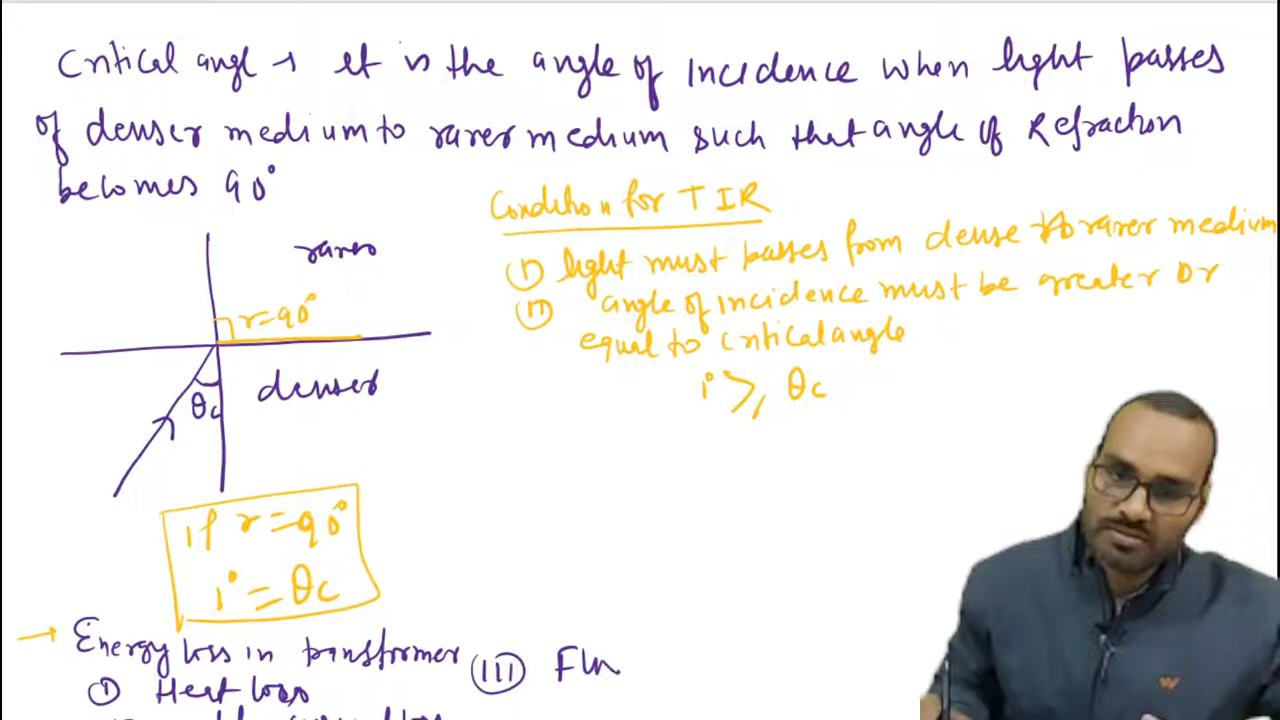 Critical angl → It is the angle of incidence when light passes
of denser medium to rarer medium such that angle of Refraction
becomes 90°
Condition for TIR
(I) light must passes from dense to rarer medium
(II) angle of incidence must be greater or
equal to critical angle
i ≥ θc
rarer
r=90°
denser
θc
if r=90°
i = θc
→ Energy loss in transformer
(I) Heat loss
(III) Flu